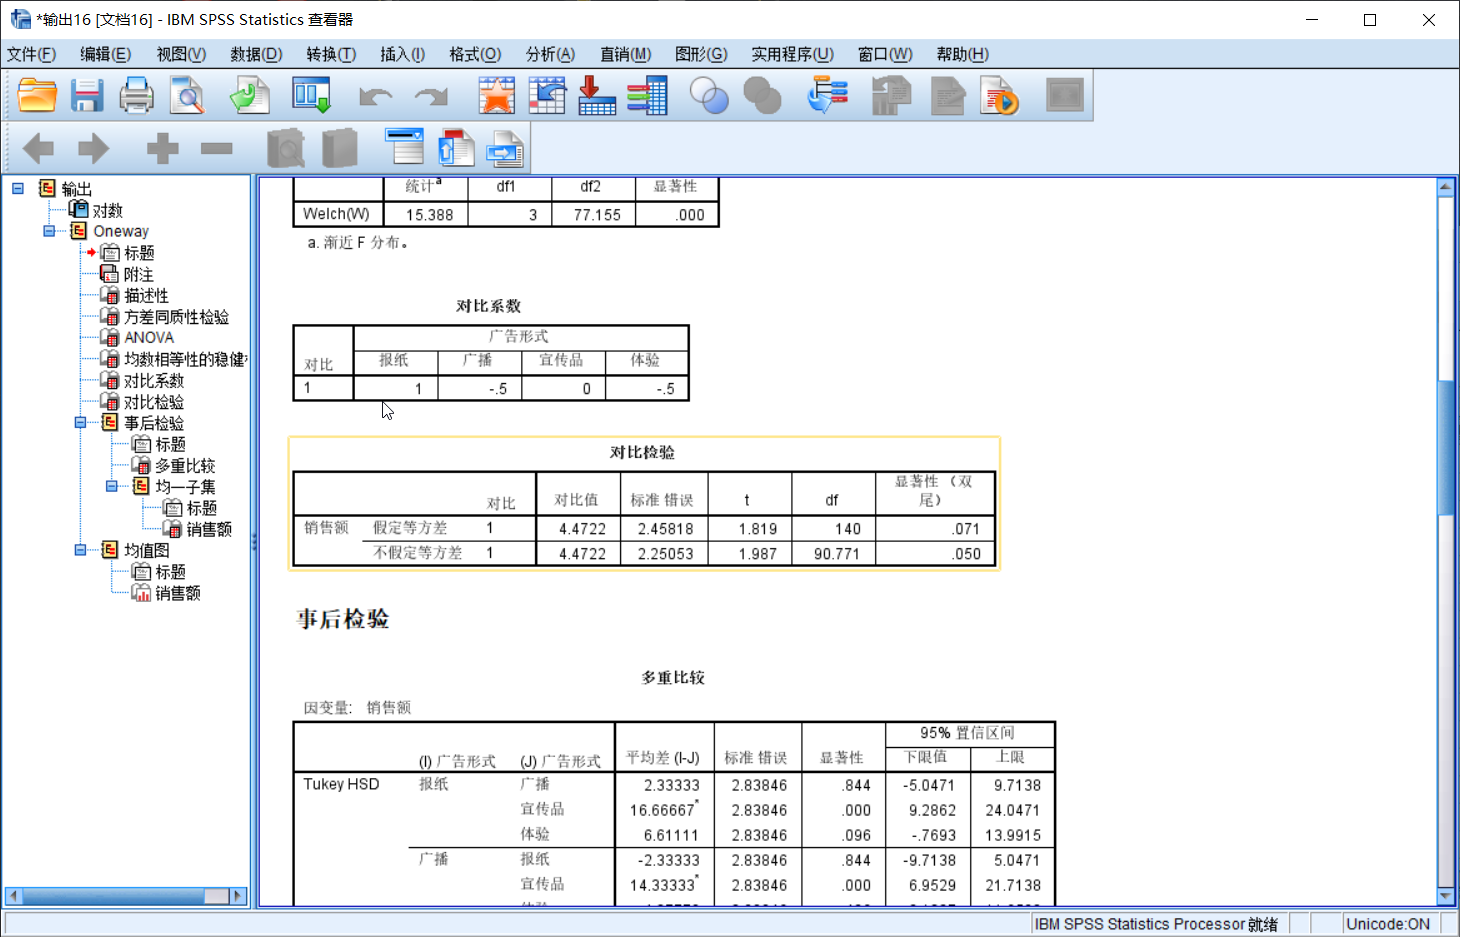 *输出16 [文档16] - IBM SPSS Statistics 查看器
文件(F) 编辑(E) 视图(V) 数据(D) 转换(T) 插入(I) 格式(O) 分析(A) 直销(M) 图形(G) 实用程序(U) 窗口(W) 帮助(H)
输出
对数
Oneway
标题
附注
描述性
方差同质性检验
ANOVA
均数相等性的稳健
对比系数
对比检验
事后检验
标题
多重比较
均一子集
标题
销售额
均值图
标题
销售额
统计a df1 df2 显著性
Welch(W) 15.388 3 77.155 .000
a. 渐近 F 分布。
对比系数
广告形式
对比 报纸 广播 宣传品 体验
1 1 -.5 0 -.5
对比检验
对比 对比值 标准 错误 t df 显著性（双尾）
销售额 假定等方差 1 4.4722 2.45818 1.819 140 .071
不假定等方差 1 4.4722 2.25053 1.987 90.771 .050
事后检验
多重比较
因变量: 销售额
95% 置信区间
(I) 广告形式 (J) 广告形式 平均差 (I-J) 标准 错误 显著性 下限值 上限
Tukey HSD 报纸 广播 2.33333 2.83846 .844 -5.0471 9.7138
宣传品 16.66667* 2.83846 .000 9.2862 24.0471
体验 6.61111 2.83846 .096 -.7693 13.9915
广播 报纸 -2.33333 2.83846 .844 -9.7138 5.0471
宣传品 14.33333* 2.83846 .000 6.9529 21.7138
IBM SPSS Statistics Processor 就绪 Unicode:ON